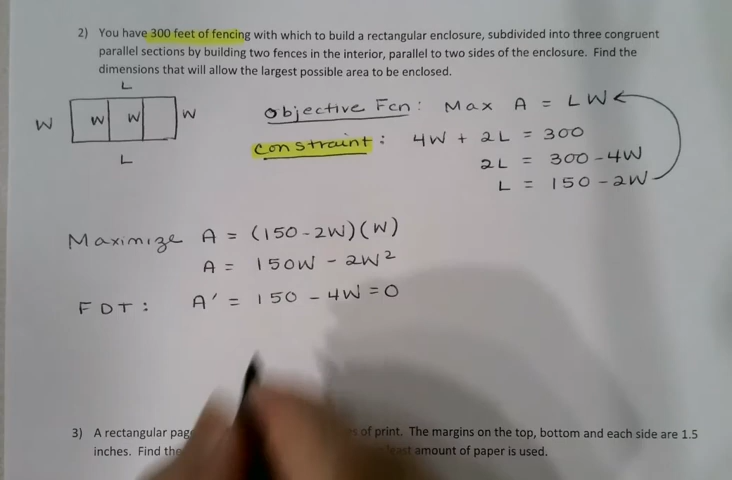 2) You have 300 feet of fencing with which to build a rectangular enclosure, subdivided into three congruent
parallel sections by building two fences in the interior, parallel to two sides of the enclosure. Find the
dimensions that will allow the largest possible area to be enclosed.
L
W W W W
L
Objective Fcn: Max A = LW
Constraint: 4W + 2L = 300
2L = 300 - 4W
L = 150 - 2W
Maximize A = (150 - 2W)(W)
A = 150W - 2W²
FDT: A' = 150 - 4W = 0
3) A rectangular pag of print. The margins on the top, bottom and each side are 1.5
inches. Find the least amount of paper is used.